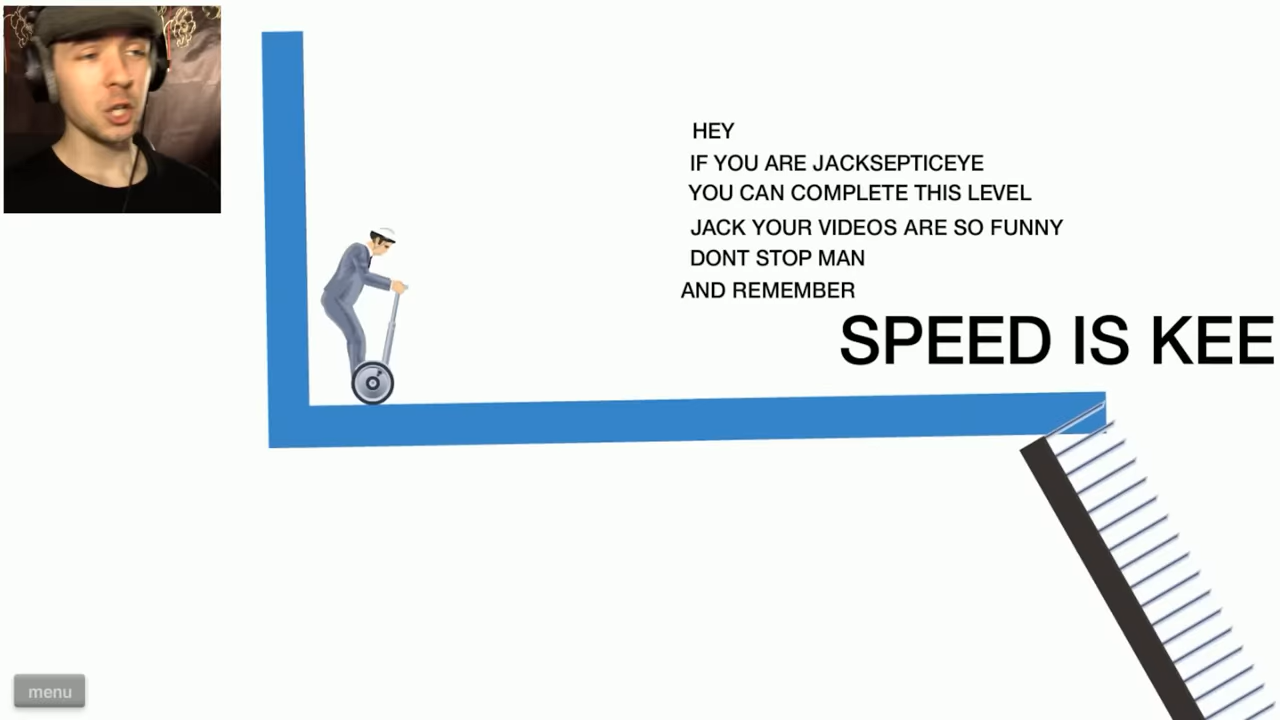 HEY
IF YOU ARE JACKSEPTICEYE
YOU CAN COMPLETE THIS LEVEL
JACK YOUR VIDEOS ARE SO FUNNY
DONT STOP MAN
AND REMEMBER
SPEED IS KEE
menu